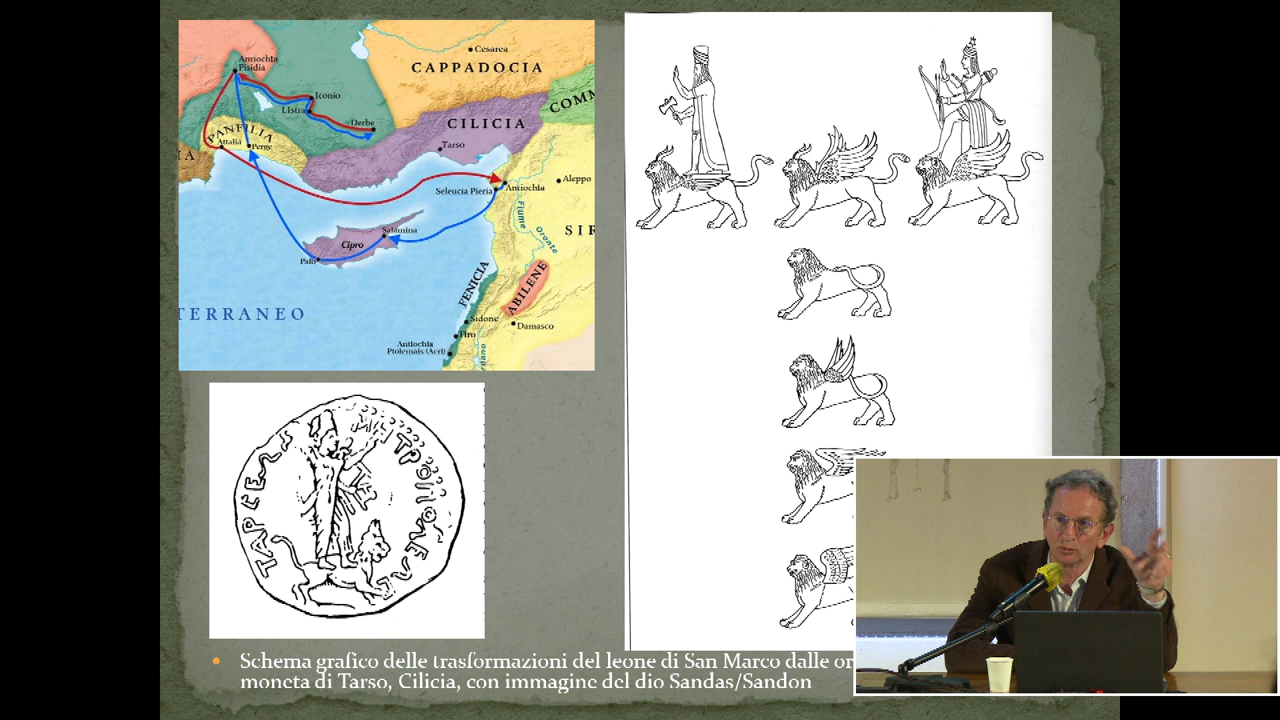 Antiochia
Pisidia
Cesarea
CAPPADOCIA
COMM
Iconio
Listra
Derbe
CILICIA
PANFILIA
Attalia
Perge
IA
Tarso
Seleucia Pieria
Antiochia
Aleppo
Fiume
Oronte
SIR
Salamina
Cipro
Pafo
FENICIA
ABILENE
TERRANEO
Sidone
Damasco
Tiro
Antiochia
Ptolemais (Acri)
rdano
Schema grafico delle trasformazioni del leone di San Marco dalle or
moneta di Tarso, Cilicia, con immagine del dio Sandas/Sandon